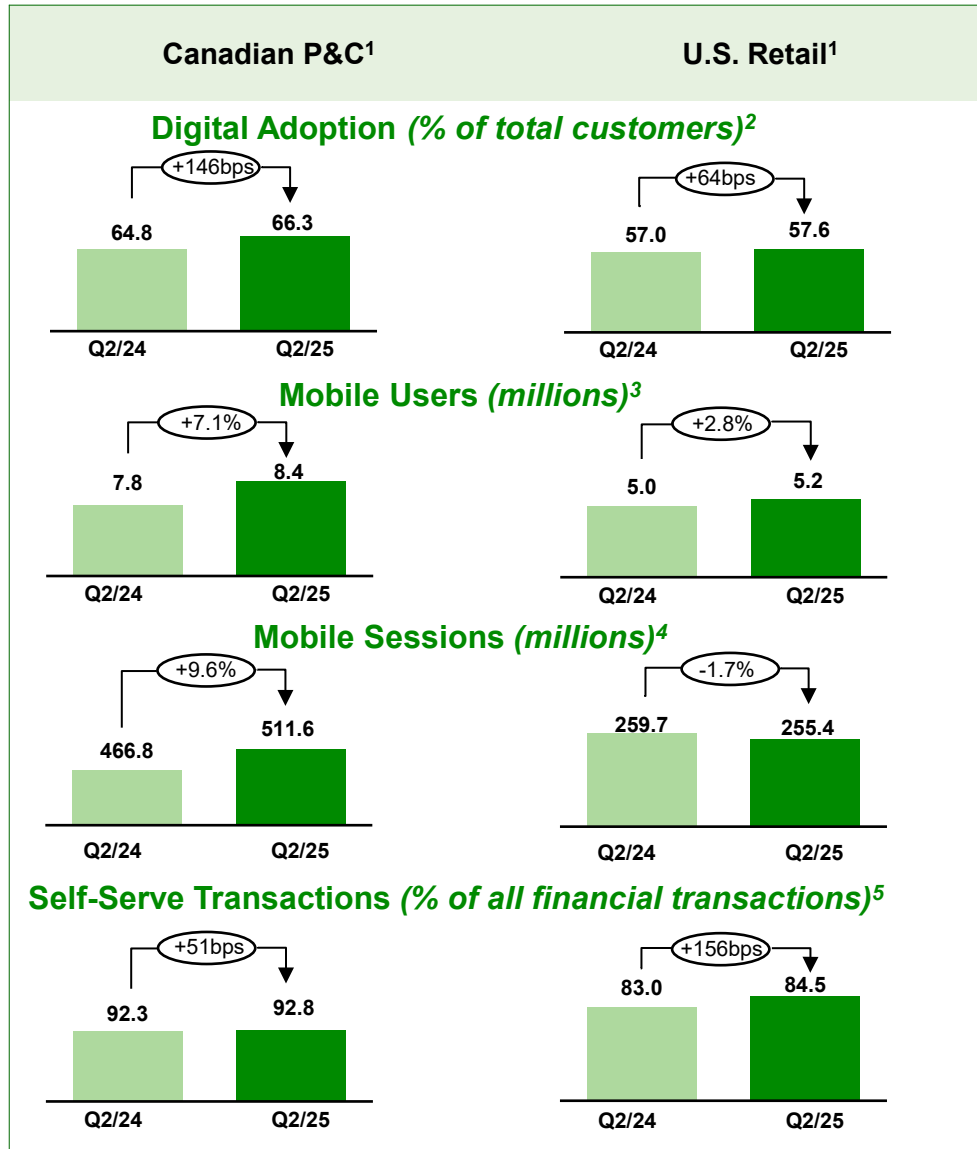 Canadian P&C¹ U.S. Retail¹
Digital Adoption (% of total customers)²
+146bps +64bps
64.8 66.3 57.0 57.6
Q2/24 Q2/25 Q2/24 Q2/25
Mobile Users (millions)³
+7.1% +2.8%
7.8 8.4 5.0 5.2
Q2/24 Q2/25 Q2/24 Q2/25
Mobile Sessions (millions)⁴
+9.6% -1.7%
466.8 511.6 259.7 255.4
Q2/24 Q2/25 Q2/24 Q2/25
Self-Serve Transactions (% of all financial transactions)⁵
+51bps +156bps
92.3 92.8 83.0 84.5
Q2/24 Q2/25 Q2/24 Q2/25